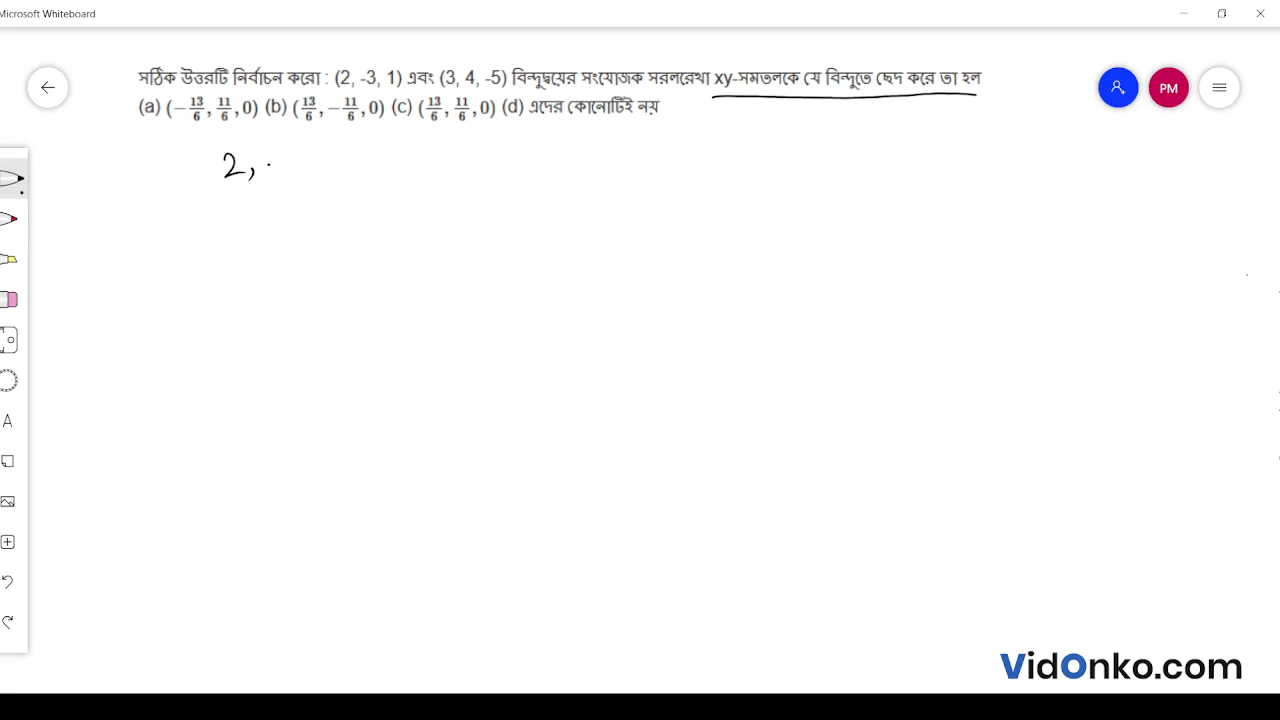 Microsoft Whiteboard
সঠিক উত্তরটি নির্বাচন করো : (2, -3, 1) এবং (3, 4, -5) বিন্দুদ্বয়ের সংযোজক সরলরেখা xy-সমতলকে যে বিন্দুতে ছেদ করে তা হল
(a) (−13/6, 11/6, 0) (b) (13/6, −11/6, 0) (c) (13/6, 11/6, 0) (d) এদের কোনোটিই নয়
PM
2,
A
VidOnko.com